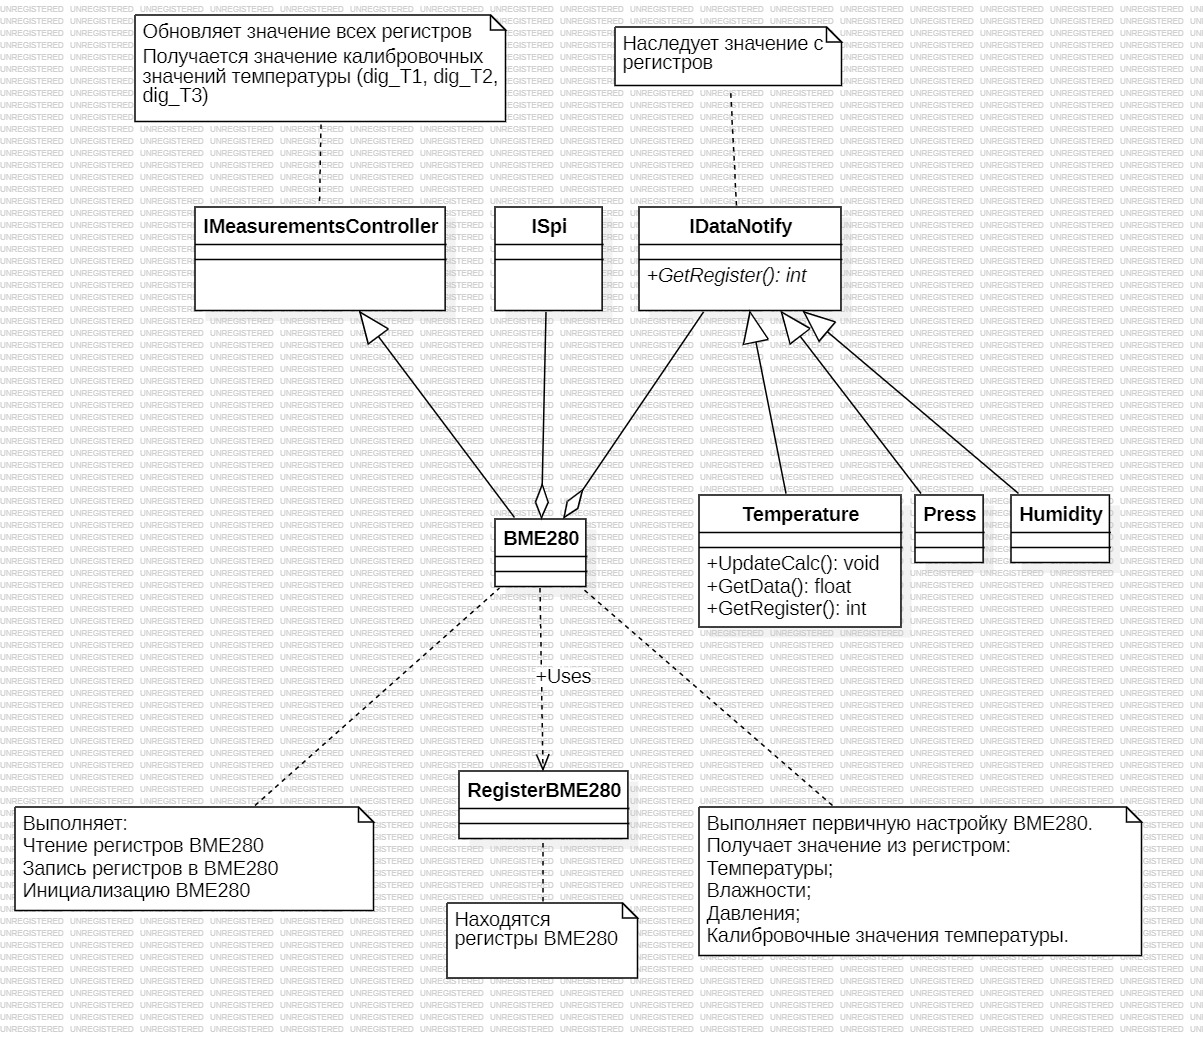 Обновляет значение всех регистров
Получается значение калибровочных
значений температуры (dig_T1, dig_T2,
dig_T3)
Наследует значение с
регистров
IMeasurementsController
ISpi
IDataNotify
+GetRegister(): int
BME280
Temperature
+UpdateCalc(): void
+GetData(): float
+GetRegister(): int
Press
Humidity
+Uses
RegisterBME280
Выполняет:
Чтение регистров BME280
Запись регистров в BME280
Инициализацию BME280
Находятся
регистры BME280
Выполняет первичную настройку BME280.
Получает значение из регистром:
Температуры;
Влажности;
Давления;
Калибровочные значения температуры.
UNREGISTERED